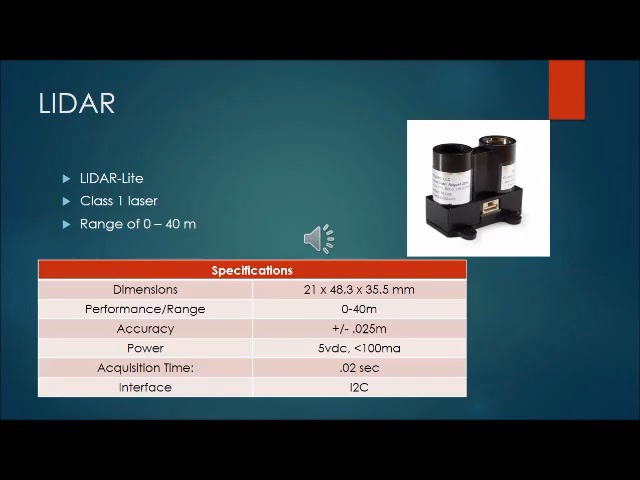 LIDAR
LIDAR-Lite
Class 1 laser
Range of 0 – 40 m
Specifications
Dimensions 21 x 48.3 x 35.5 mm
Performance/Range 0-40m
Accuracy +/- .025m
Power 5vdc, <100ma
Acquisition Time: .02 sec
Interface I2C